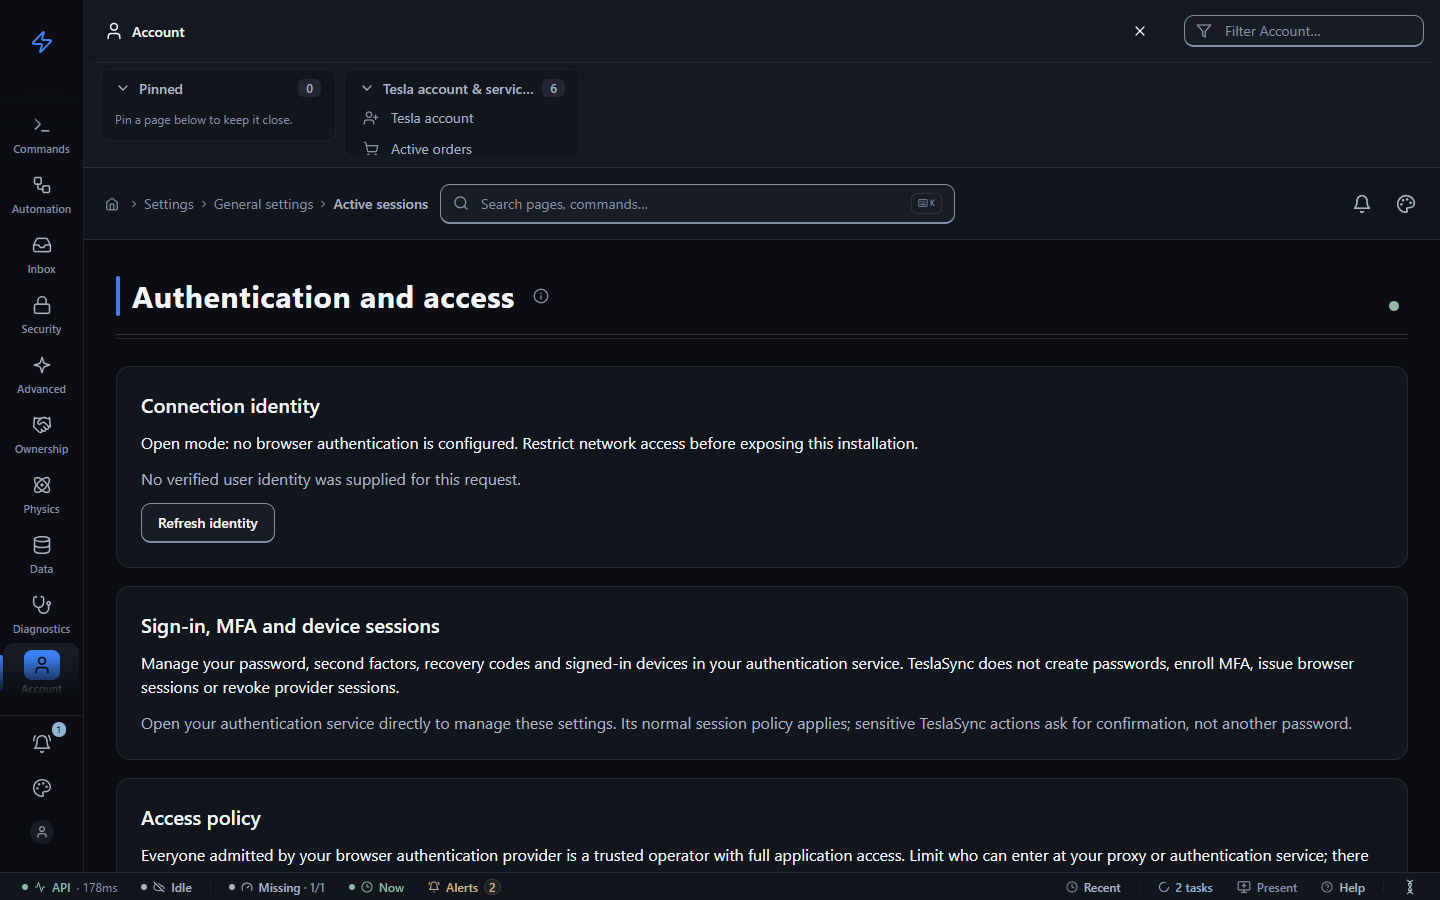 Account
Filter Account...
Pinned
0
Pin a page below to keep it close.
Tesla account & servic...
6
Tesla account
Active orders
Commands
Automation
Inbox
Security
Advanced
Ownership
Physics
Data
Diagnostics
Account
1
Settings
General settings
Active sessions
Search pages, commands...
K
Authentication and access
Connection identity
Open mode: no browser authentication is configured. Restrict network access before exposing this installation.
No verified user identity was supplied for this request.
Refresh identity
Sign-in, MFA and device sessions
Manage your password, second factors, recovery codes and signed-in devices in your authentication service. TeslaSync does not create passwords, enroll MFA, issue browser
sessions or revoke provider sessions.
Open your authentication service directly to manage these settings. Its normal session policy applies; sensitive TeslaSync actions ask for confirmation, not another password.
Access policy
Everyone admitted by your browser authentication provider is a trusted operator with full application access. Limit who can enter at your proxy or authentication service; there
API · 178ms
Idle
Missing · 1/1
Now
Alerts 2
Recent
2 tasks
Present
Help